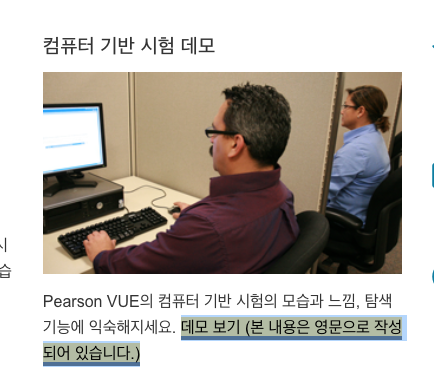 컴퓨터 기반 시험 데모
시
습
Pearson VUE의 컴퓨터 기반 시험의 모습과 느낌, 탐색
기능에 익숙해지세요. 데모 보기 (본 내용은 영문으로 작성
되어 있습니다.)